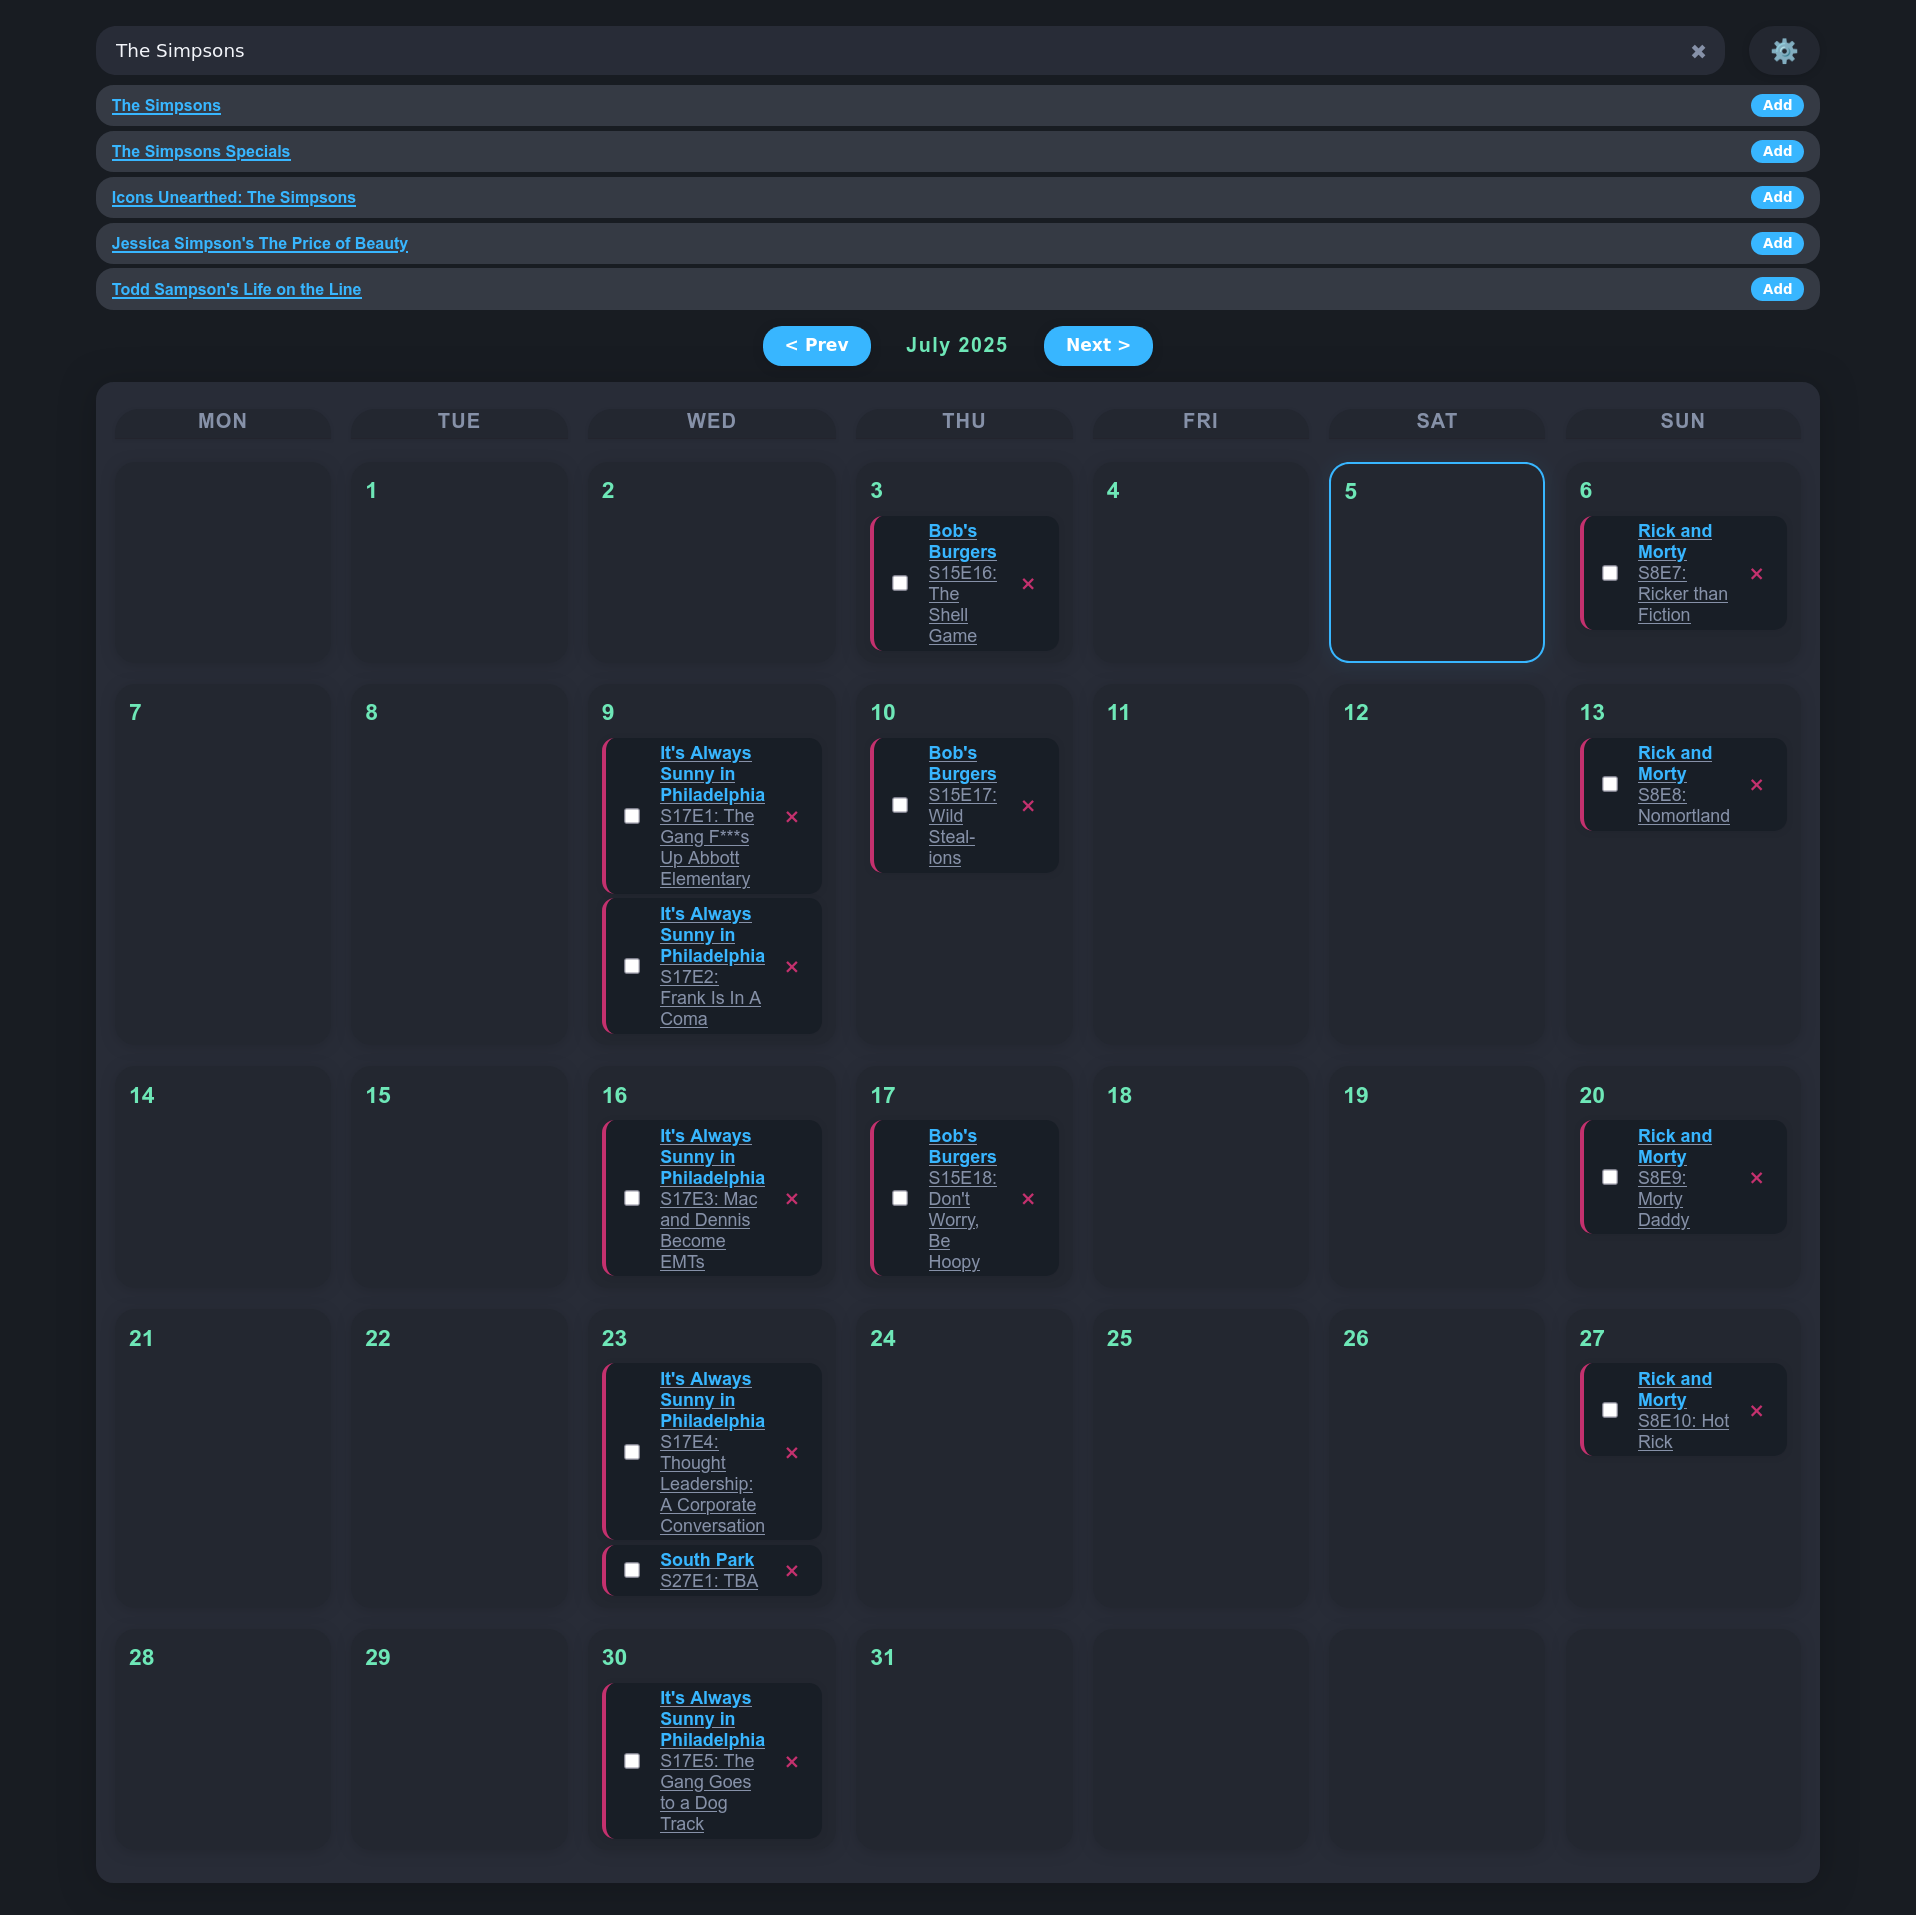 The Simpsons ✖ ⚙️
The Simpsons Add
The Simpsons Specials Add
Icons Unearthed: The Simpsons Add
Jessica Simpson's The Price of Beauty Add
Todd Sampson's Life on the Line Add
< Prev July 2025 Next >
MON TUE WED THU FRI SAT SUN
1
2
3
Bob's
Burgers
S15E16:
The
Shell
Game
×
4
5
6
Rick and
Morty
S8E7:
Ricker than
Fiction
×
7
8
9
It's Always
Sunny in
Philadelphia
S17E1: The
Gang F***s
Up Abbott
Elementary
×
It's Always
Sunny in
Philadelphia
S17E2:
Frank Is In A
Coma
×
10
Bob's
Burgers
S15E17:
Wild
Steal-
ions
×
11
12
13
Rick and
Morty
S8E8:
Nomortland
×
14
15
16
It's Always
Sunny in
Philadelphia
S17E3: Mac
and Dennis
Become
EMTs
×
17
Bob's
Burgers
S15E18:
Don't
Worry,
Be
Hoopy
×
18
19
20
Rick and
Morty
S8E9:
Morty
Daddy
×
21
22
23
It's Always
Sunny in
Philadelphia
S17E4:
Thought
Leadership:
A Corporate
Conversation
×
South Park
S27E1: TBA
×
24
25
26
27
Rick and
Morty
S8E10: Hot
Rick
×
28
29
30
It's Always
Sunny in
Philadelphia
S17E5: The
Gang Goes
to a Dog
Track
×
31